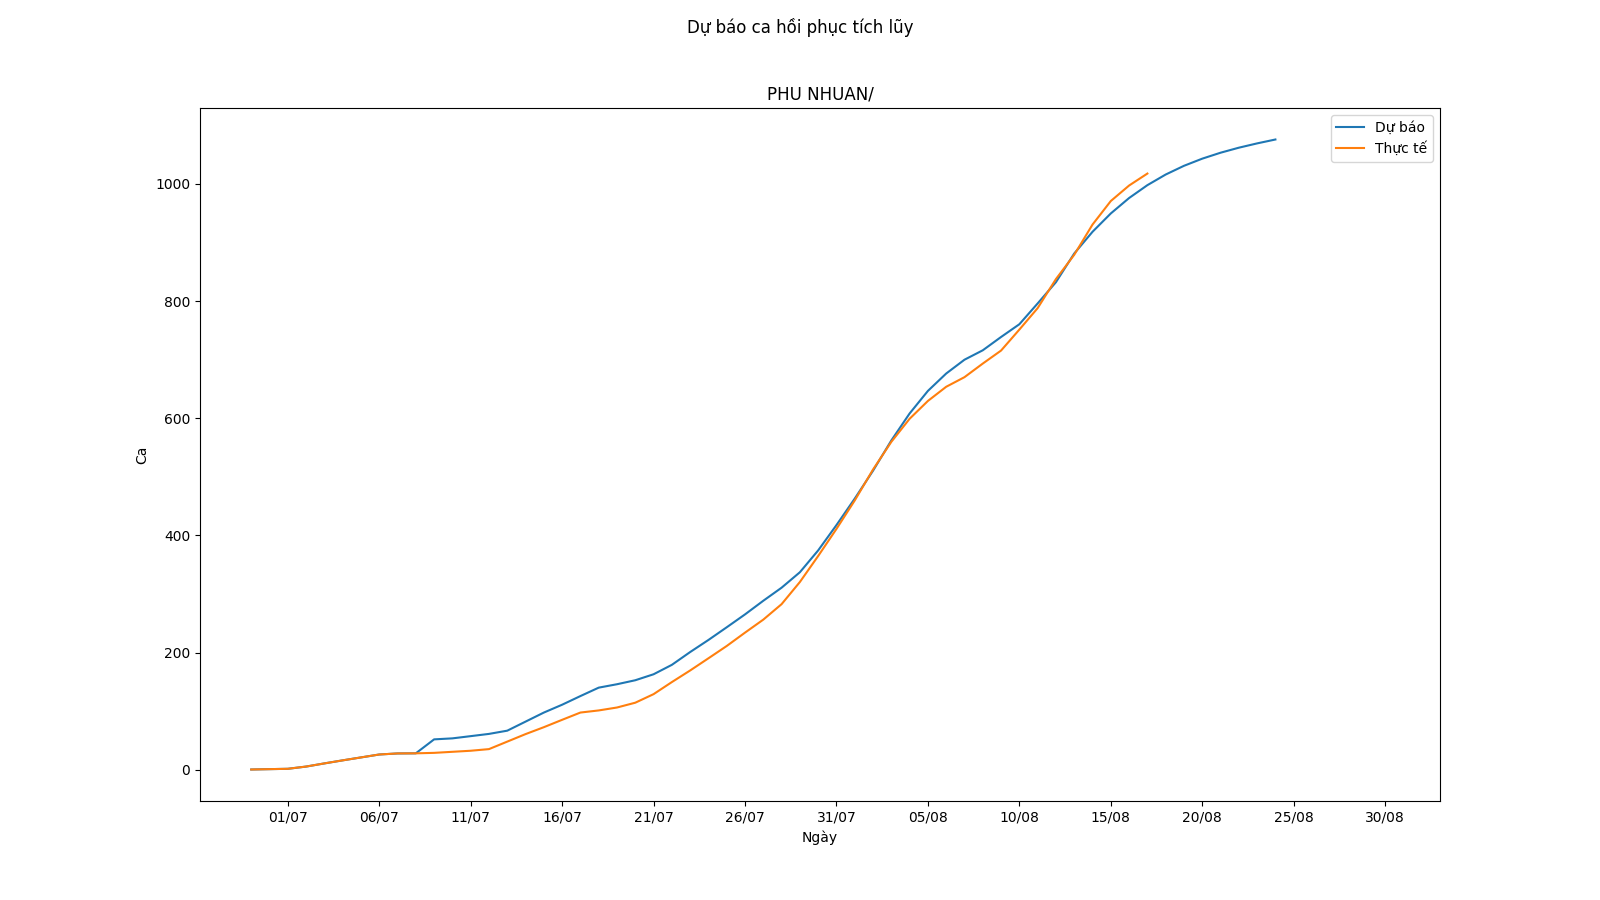 Dự báo ca hồi phục tích lũy
PHU NHUAN/
Dự báo
Thực tế
1000
800
600
400
200
0
Ca
01/07 06/07 11/07 16/07 21/07 26/07 31/07 05/08 10/08 15/08 20/08 25/08 30/08
Ngày